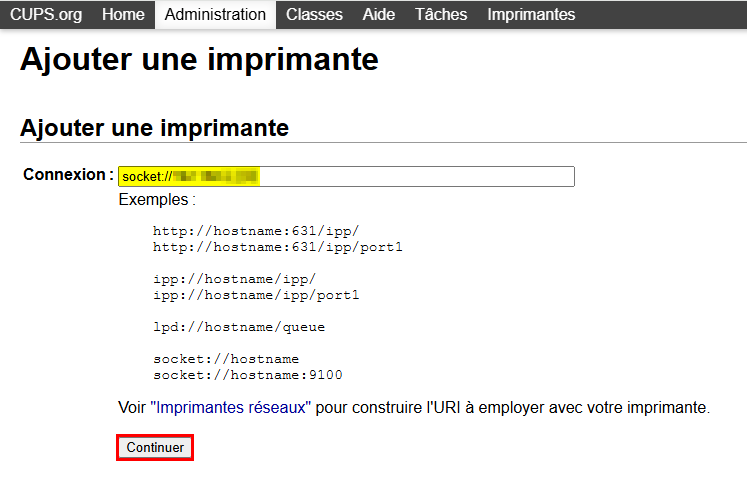 CUPS.org Home Administration Classes Aide Tâches Imprimantes
Ajouter une imprimante
Ajouter une imprimante
Connexion : socket://
Exemples :
http://hostname:631/ipp/
http://hostname:631/ipp/port1
ipp://hostname/ipp/
ipp://hostname/ipp/port1
lpd://hostname/queue
socket://hostname
socket://hostname:9100
Voir "Imprimantes réseaux" pour construire l'URI à employer avec votre imprimante.
Continuer